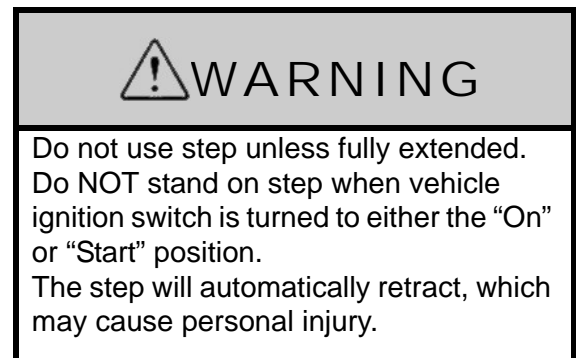 WARNING
Do not use step unless fully extended.
Do NOT stand on step when vehicle
ignition switch is turned to either the “On”
or “Start” position.
The step will automatically retract, which
may cause personal injury.